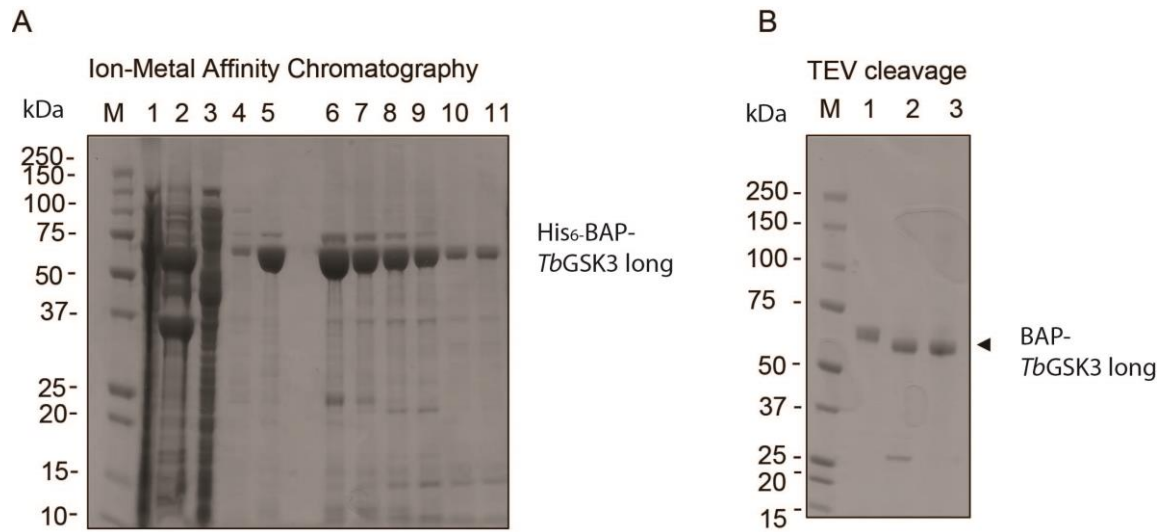 A
Ion-Metal Affinity Chromatography
kDa M 1 2 3 4 5 6 7 8 9 10 11
250-
150-
100-
75-
50-
37-
25-
20-
15-
10-
His₆-BAP-
TbGSK3 long
B
TEV cleavage
kDa M 1 2 3
250 -
150 -
100 -
75 -
50 -
37 -
25 -
20 -
15 -
BAP-
TbGSK3 long